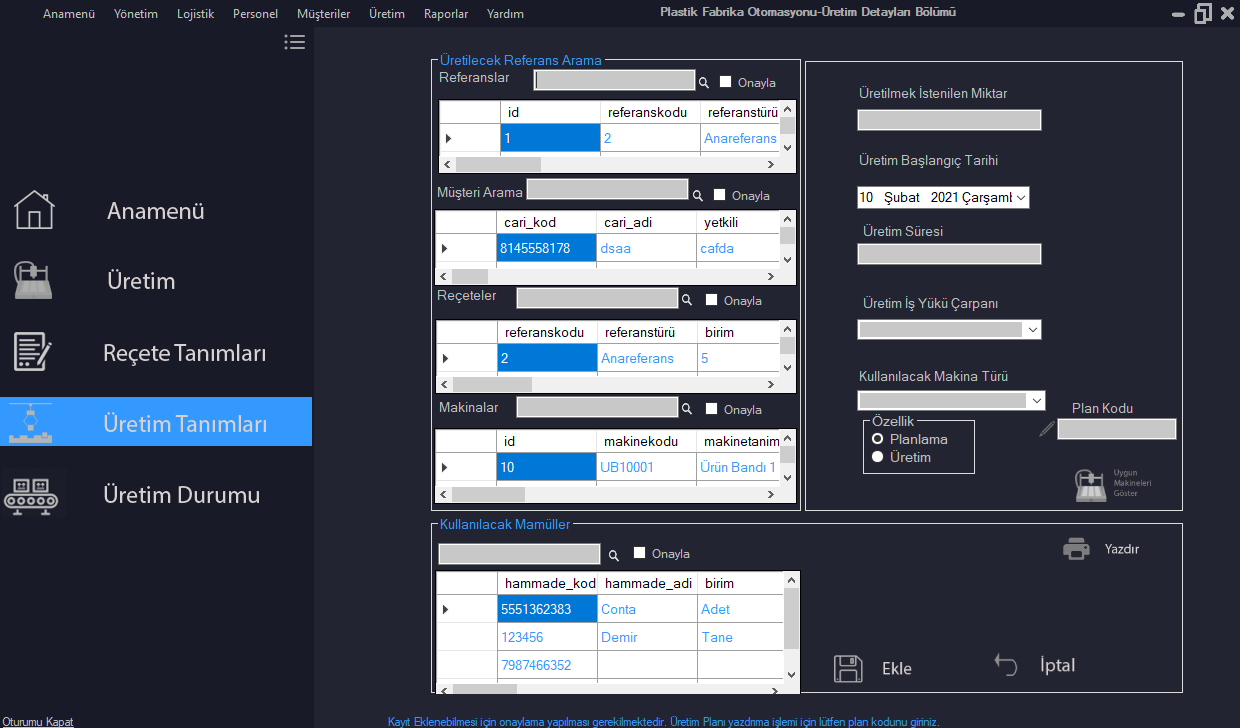 Anamenü Yönetim Lojistik Personel Müşteriler Üretim Raporlar Yardım
Plastik Fabrika Otomasyonu-Üretim Detayları Bölümü
Anamenü
Üretim
Reçete Tanımları
Üretim Tanımları
Üretim Durumu
Oturumu Kapat
Üretilecek Referans Arama
Referanslar Onayla
id referanskodu referanstürü
1 2 Anareferans
Müşteri Arama Onayla
cari_kod cari_adi yetkili
8145558178 dsaa cafda
Reçeteler Onayla
referanskodu referanstürü birim
2 Anareferans 5
Makinalar Onayla
id makinekodu makinetanim
10 UB10001 Ürün Bandı 1
Üretilmek İstenilen Miktar
Üretim Başlangıç Tarihi
10 Şubat 2021 Çarşamb
Üretim Süresi
Üretim İş Yükü Çarpanı
Kullanılacak Makina Türü
Plan Kodu
Özellik
Planlama
Üretim
Uygun
Makineleri
Göster
Kullanılacak Mamüller
Onayla
hammade_kod hammade_adi birim
5551362383 Conta Adet
123456 Demir Tane
7987466352
Yazdır
Ekle
İptal
Kayıt Eklenebilmesi için onaylama yapılması gerekilmektedir. Üretim Planı yazdırma işlemi için lütfen plan kodunu giriniz.